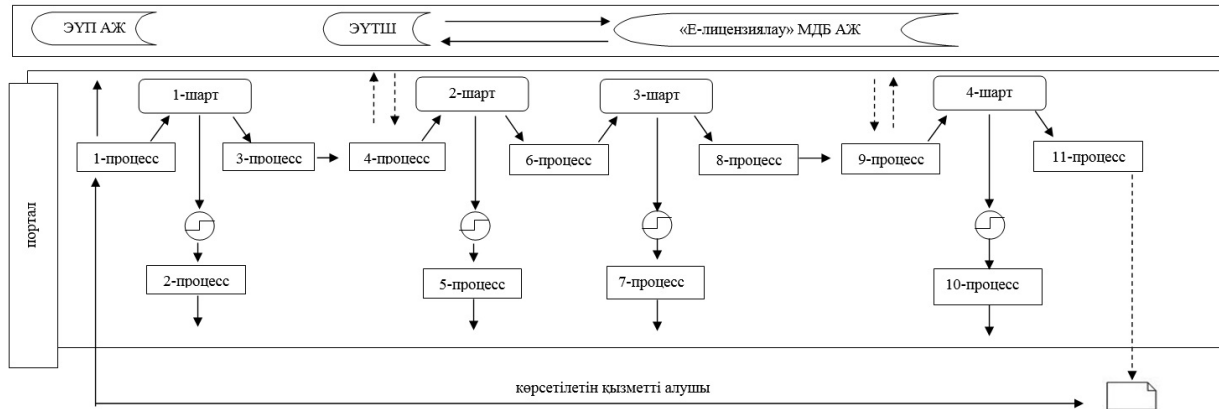 ЭҮП АЖ
ЭҮТШ
«Е-лицензиялау» МДБ АЖ
портал
1-шарт
2-шарт
3-шарт
4-шарт
1-процесс
3-процесс
4-процесс
6-процесс
8-процесс
9-процесс
11-процесс
2-процесс
5-процесс
7-процесс
10-процесс
көрсетілетін қызметті алушы